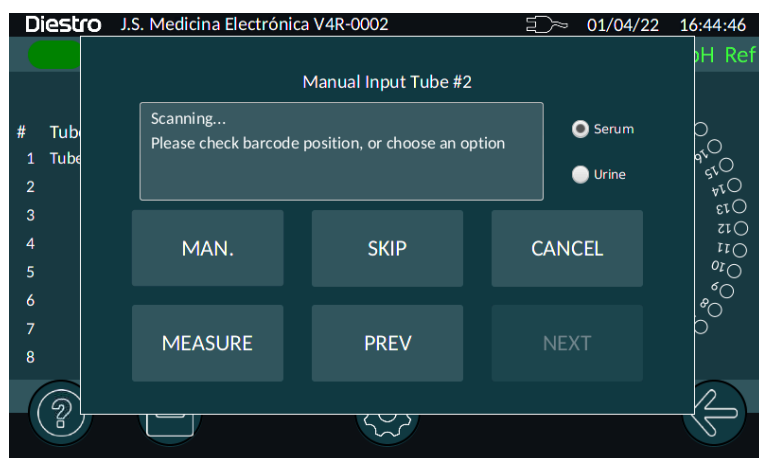 Diestro J.S. Medicina Electrónica V4R-0002 01/04/22 16:44:46
pH Ref
Manual Input Tube #2
Scanning...
Please check barcode position, or choose an option
Serum
Urine
# Tube
1 Tube
2
3
4
5
6
7
8
MAN. SKIP CANCEL
MEASURE PREV NEXT
16
15
14
13
12
11
10
9
8
?